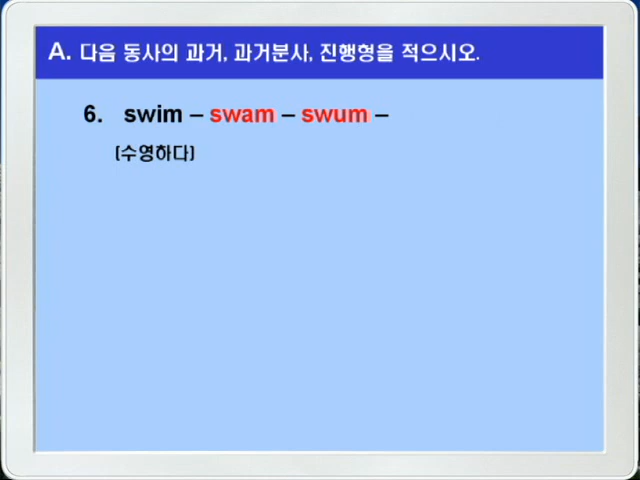 A. 다음 동사의 과거, 과거분사, 진행형을 적으시오.
6. swim – swam – swum –
(수영하다)